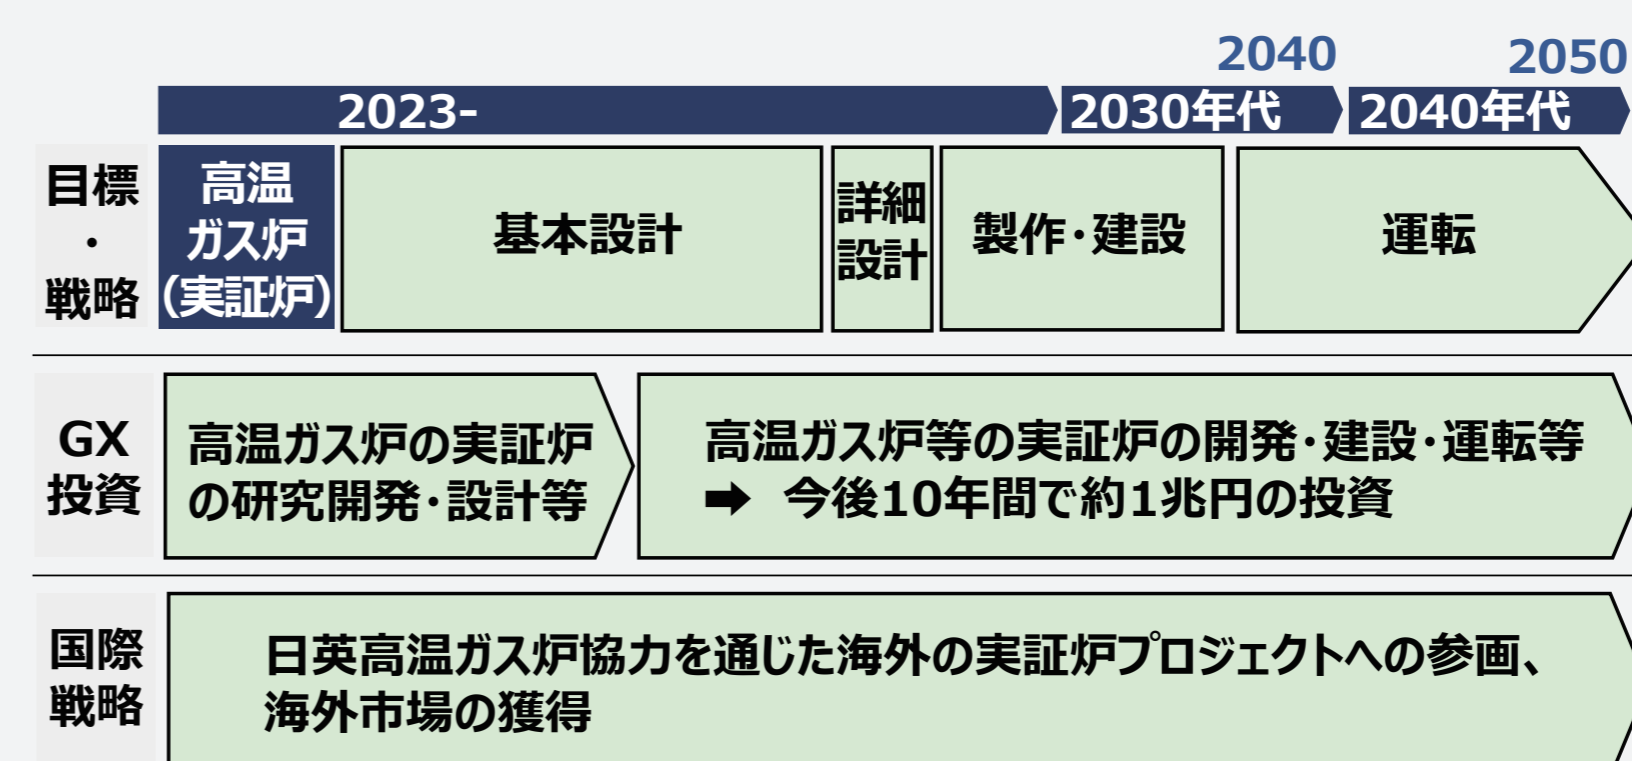 2040
2050
2023-
2030年代
2040年代
目標
・
戦略
高温
ガス炉
(実証炉)
基本設計
詳細
設計
製作・建設
運転
GX
投資
高温ガス炉の実証炉
の研究開発・設計等
高温ガス炉等の実証炉の開発・建設・運転等
➡ 今後10年間で約1兆円の投資
国際
戦略
日英高温ガス炉協力を通じた海外の実証炉プロジェクトへの参画、
海外市場の獲得